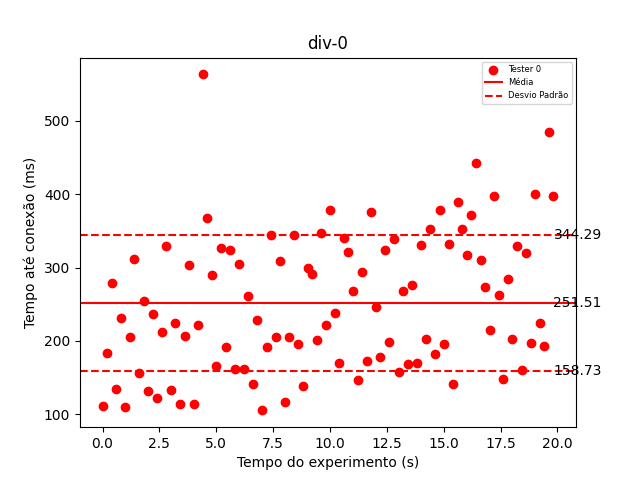 div-0
Tester 0
Média
Desvio Padrão
Tempo até conexão (ms)
500
400
300
200
100
344.29
251.51
158.73
0.0 2.5 5.0 7.5 10.0 12.5 15.0 17.5 20.0
Tempo do experimento (s)